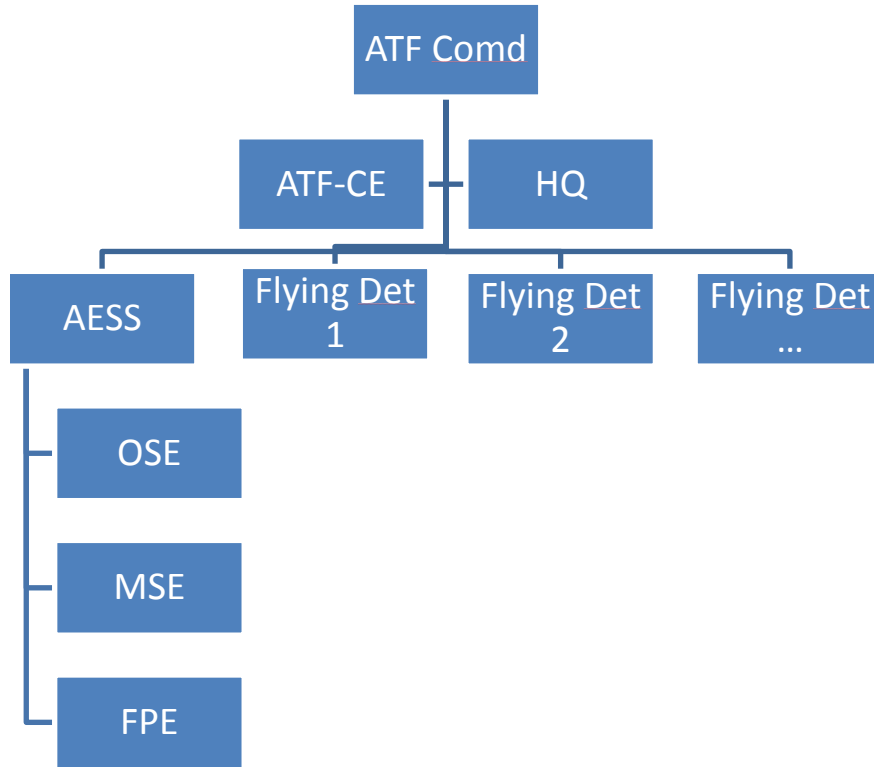 ATF Comd
ATF-CE
HQ
AESS
Flying Det
1
Flying Det
2
Flying Det
...
OSE
MSE
FPE